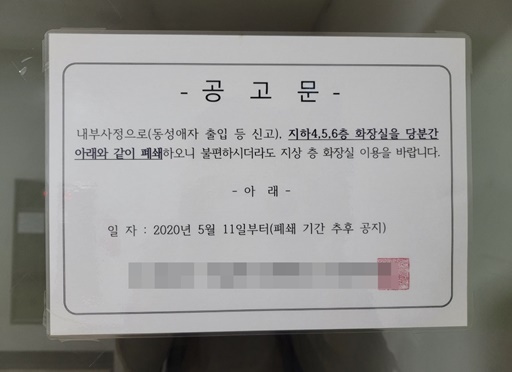 - 공 고 문 -
내부사정으로(동성애자 출입 등 신고), 지하4,5,6층 화장실을 당분간
아래와 같이 폐쇄하오니 불편하시더라도 지상 층 화장실 이용을 바랍니다.
- 아 래 -
일 자 : 2020년 5월 11일부터(폐쇄 기간 추후 공지)